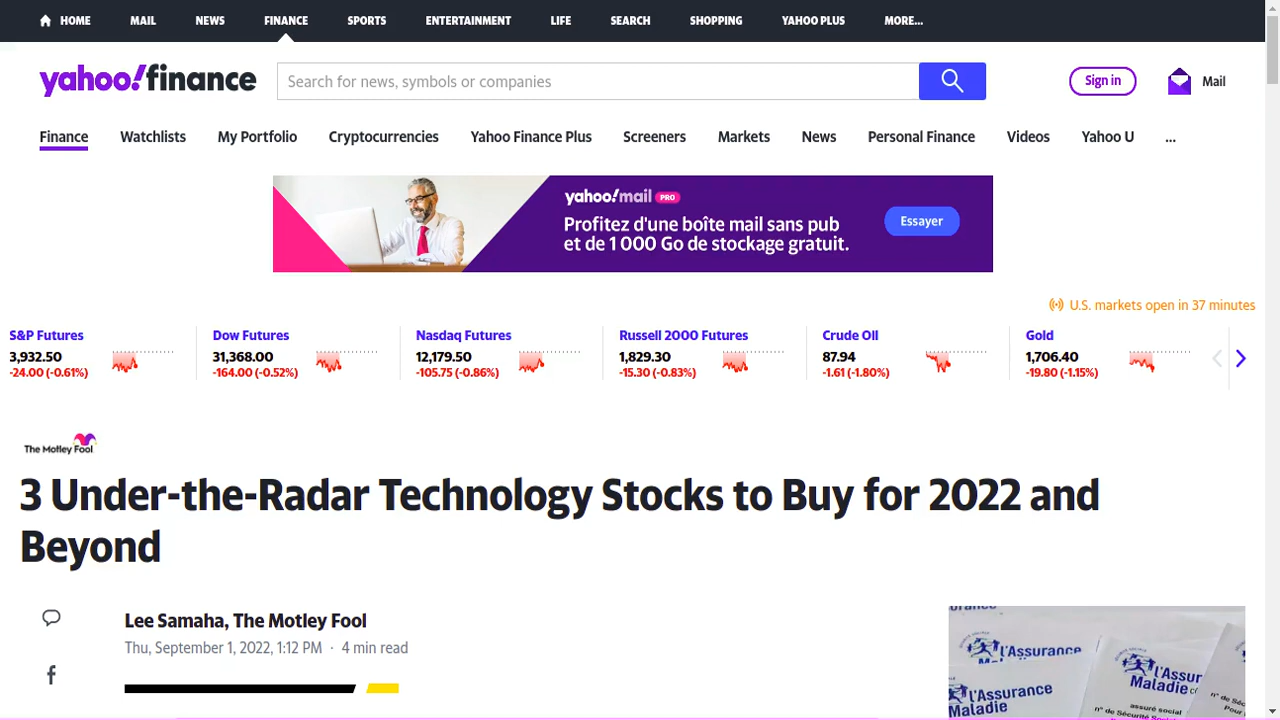 HOME MAIL NEWS FINANCE SPORTS ENTERTAINMENT LIFE SEARCH SHOPPING YAHOO PLUS MORE...
yahoo!finance
Search for news, symbols or companies
Sign in
Mail
Finance Watchlists My Portfolio Cryptocurrencies Yahoo Finance Plus Screeners Markets News Personal Finance Videos Yahoo U ...
yahoo!mail PRO
Profitez d'une boîte mail sans pub
et de 1 000 Go de stockage gratuit.
Essayer
U.S. markets open in 37 minutes
S&P Futures
3,932.50
-24.00 (-0.61%)
Dow Futures
31,368.00
-164.00 (-0.52%)
Nasdaq Futures
12,179.50
-105.75 (-0.86%)
Russell 2000 Futures
1,829.30
-15.30 (-0.83%)
Crude Oil
87.94
-1.61 (-1.80%)
Gold
1,706.40
-19.80 (-1.15%)
The Motley Fool
3 Under-the-Radar Technology Stocks to Buy for 2022 and
Beyond
Lee Samaha, The Motley Fool
Thu, September 1, 2022, 1:12 PM · 4 min read
l'Assurance
Maladie
l'Assurance
Maladie
l'Assur
Maladie
assuré social
n° de Sécurité Soc